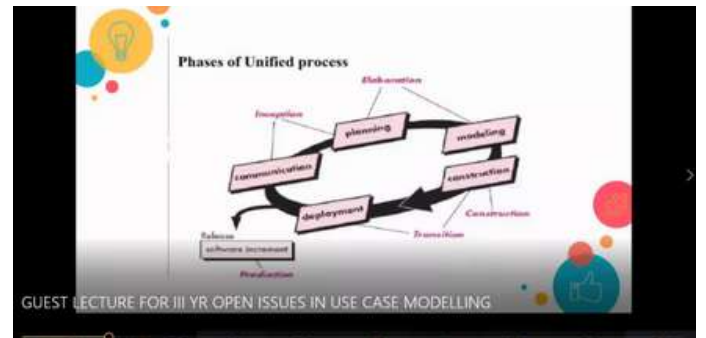 Phases of Unified process
Elaboration
Inception
planning
modeling
communication
construction
deployment
Construction
Transition
Release
software increment
Production
GUEST LECTURE FOR III YR OPEN ISSUES IN USE CASE MODELLING